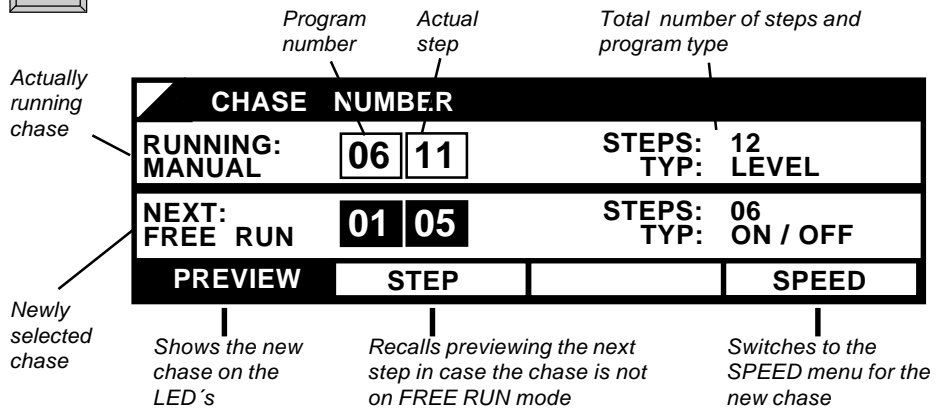 Program number
Actual step
Total number of steps and program type
Actually running chase
CHASE NUMBER
RUNNING: MANUAL
06 11
STEPS: 12
TYP: LEVEL
NEXT: FREE RUN
01 05
STEPS: 06
TYP: ON / OFF
PREVIEW STEP SPEED
Newly selected chase
Shows the new chase on the LED´s
Recalls previewing the next step in case the chase is not on FREE RUN mode
Switches to the SPEED menu for the new chase